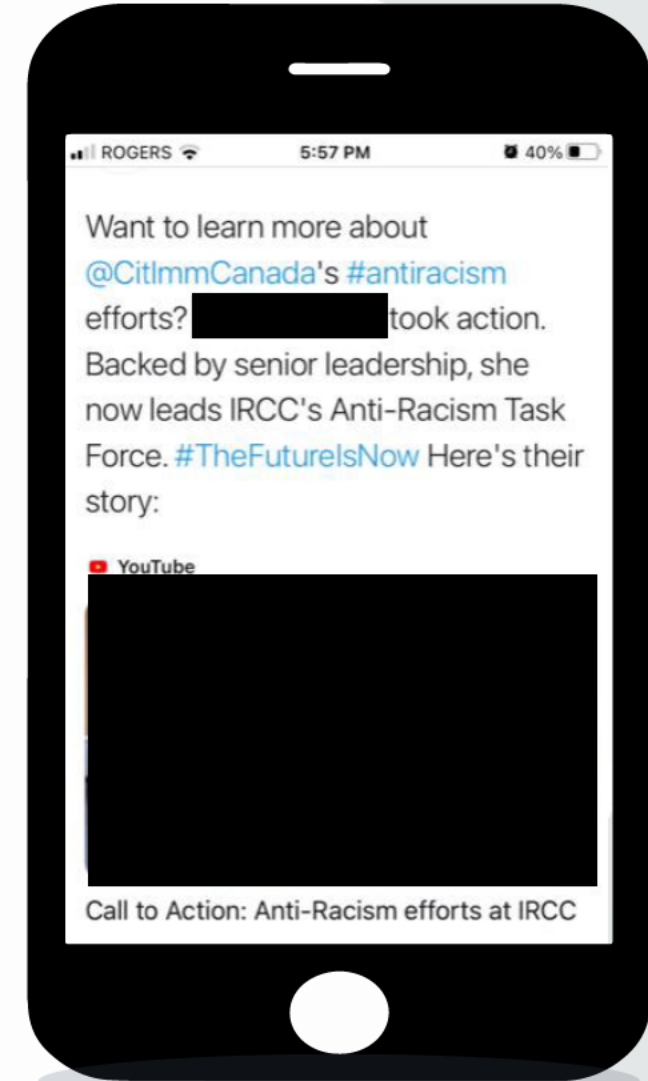 ROGERS 5:57 PM 40%
Want to learn more about
@CitImmCanada's #antiracism
efforts? took action.
Backed by senior leadership, she
now leads IRCC's Anti-Racism Task
Force. #TheFutureIsNow Here's their
story:
YouTube
Call to Action: Anti-Racism efforts at IRCC